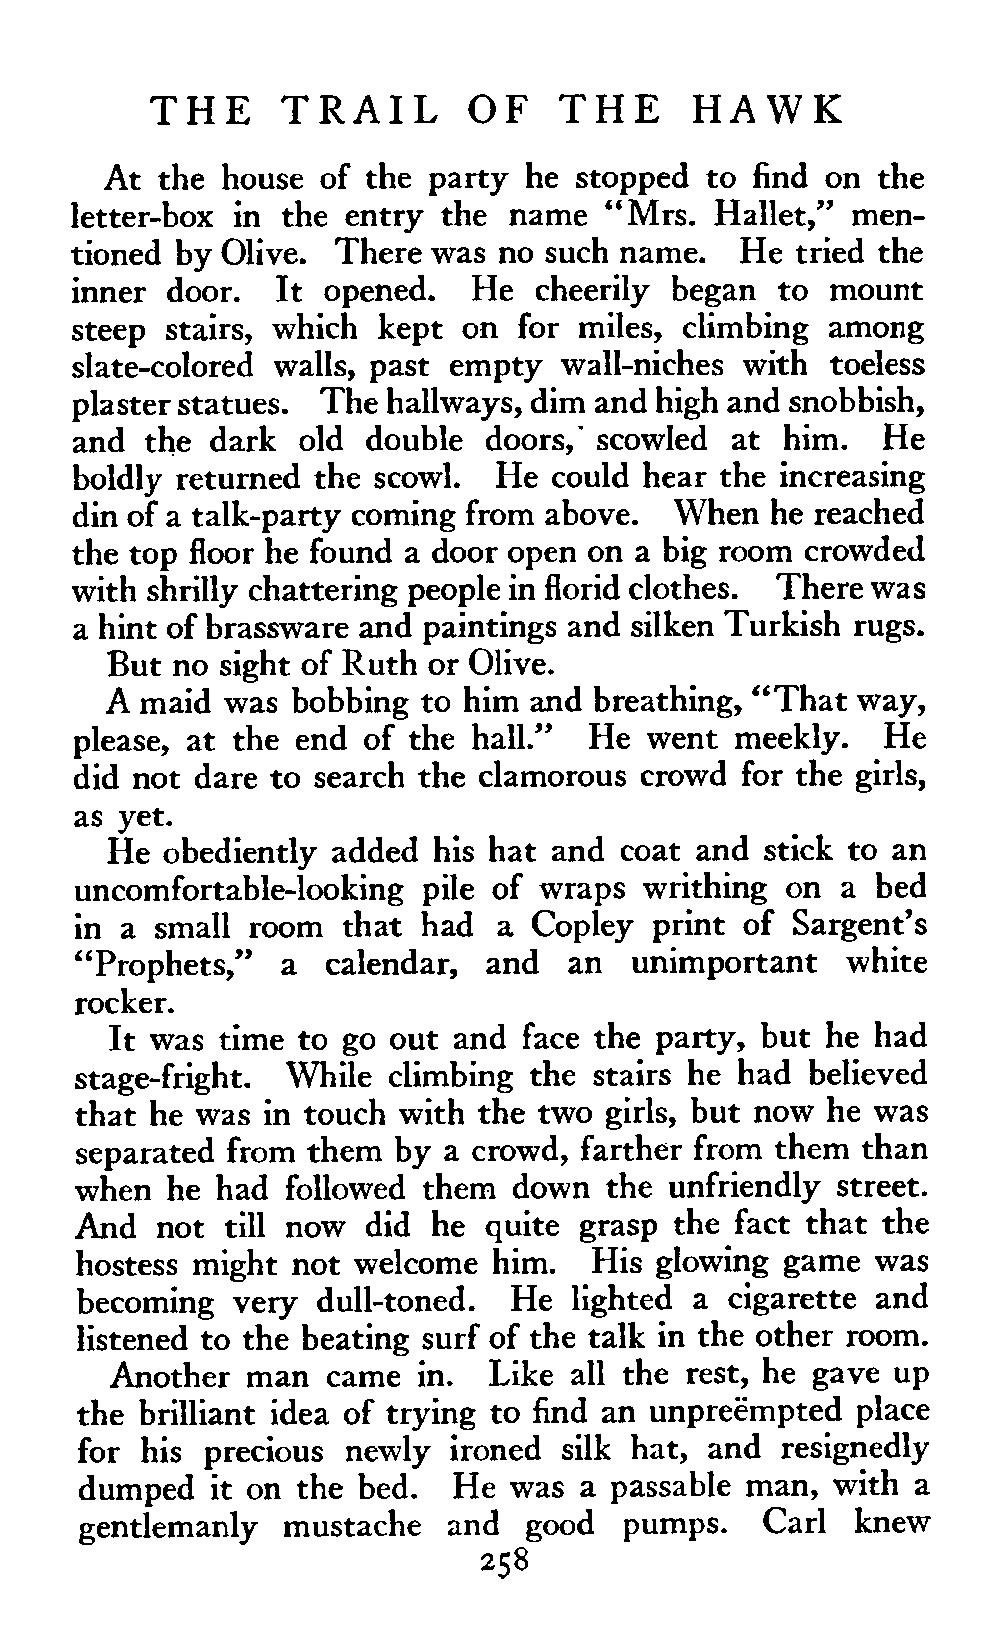 THE TRAIL OF THE HAWK
At the house of the party he stopped to find on the
letter-box in the entry the name "Mrs. Hallet," men-
tioned by Olive. There was no such name. He tried the
inner door. It opened. He cheerily began to mount
steep stairs, which kept on for miles, climbing among
slate-colored walls, past empty wall-niches with toeless
plaster statues. The hallways, dim and high and snobbish,
and the dark old double doors, scowled at him. He
boldly returned the scowl. He could hear the increasing
din of a talk-party coming from above. When he reached
the top floor he found a door open on a big room crowded
with shrilly chattering people in florid clothes. There was
a hint of brassware and paintings and silken Turkish rugs.
But no sight of Ruth or Olive.
A maid was bobbing to him and breathing, "That way,
please, at the end of the hall." He went meekly. He
did not dare to search the clamorous crowd for the girls,
as yet.
He obediently added his hat and coat and stick to an
uncomfortable-looking pile of wraps writhing on a bed
in a small room that had a Copley print of Sargent's
"Prophets," a calendar, and an unimportant white
rocker.
It was time to go out and face the party, but he had
stage-fright. While climbing the stairs he had believed
that he was in touch with the two girls, but now he was
separated from them by a crowd, farther from them than
when he had followed them down the unfriendly street.
And not till now did he quite grasp the fact that the
hostess might not welcome him. His glowing game was
becoming very dull-toned. He lighted a cigarette and
listened to the beating surf of the talk in the other room.
Another man came in. Like all the rest, he gave up
the brilliant idea of trying to find an unpreëmpted place
for his precious newly ironed silk hat, and resignedly
dumped it on the bed. He was a passable man, with a
gentlemanly mustache and good pumps. Carl knew
258